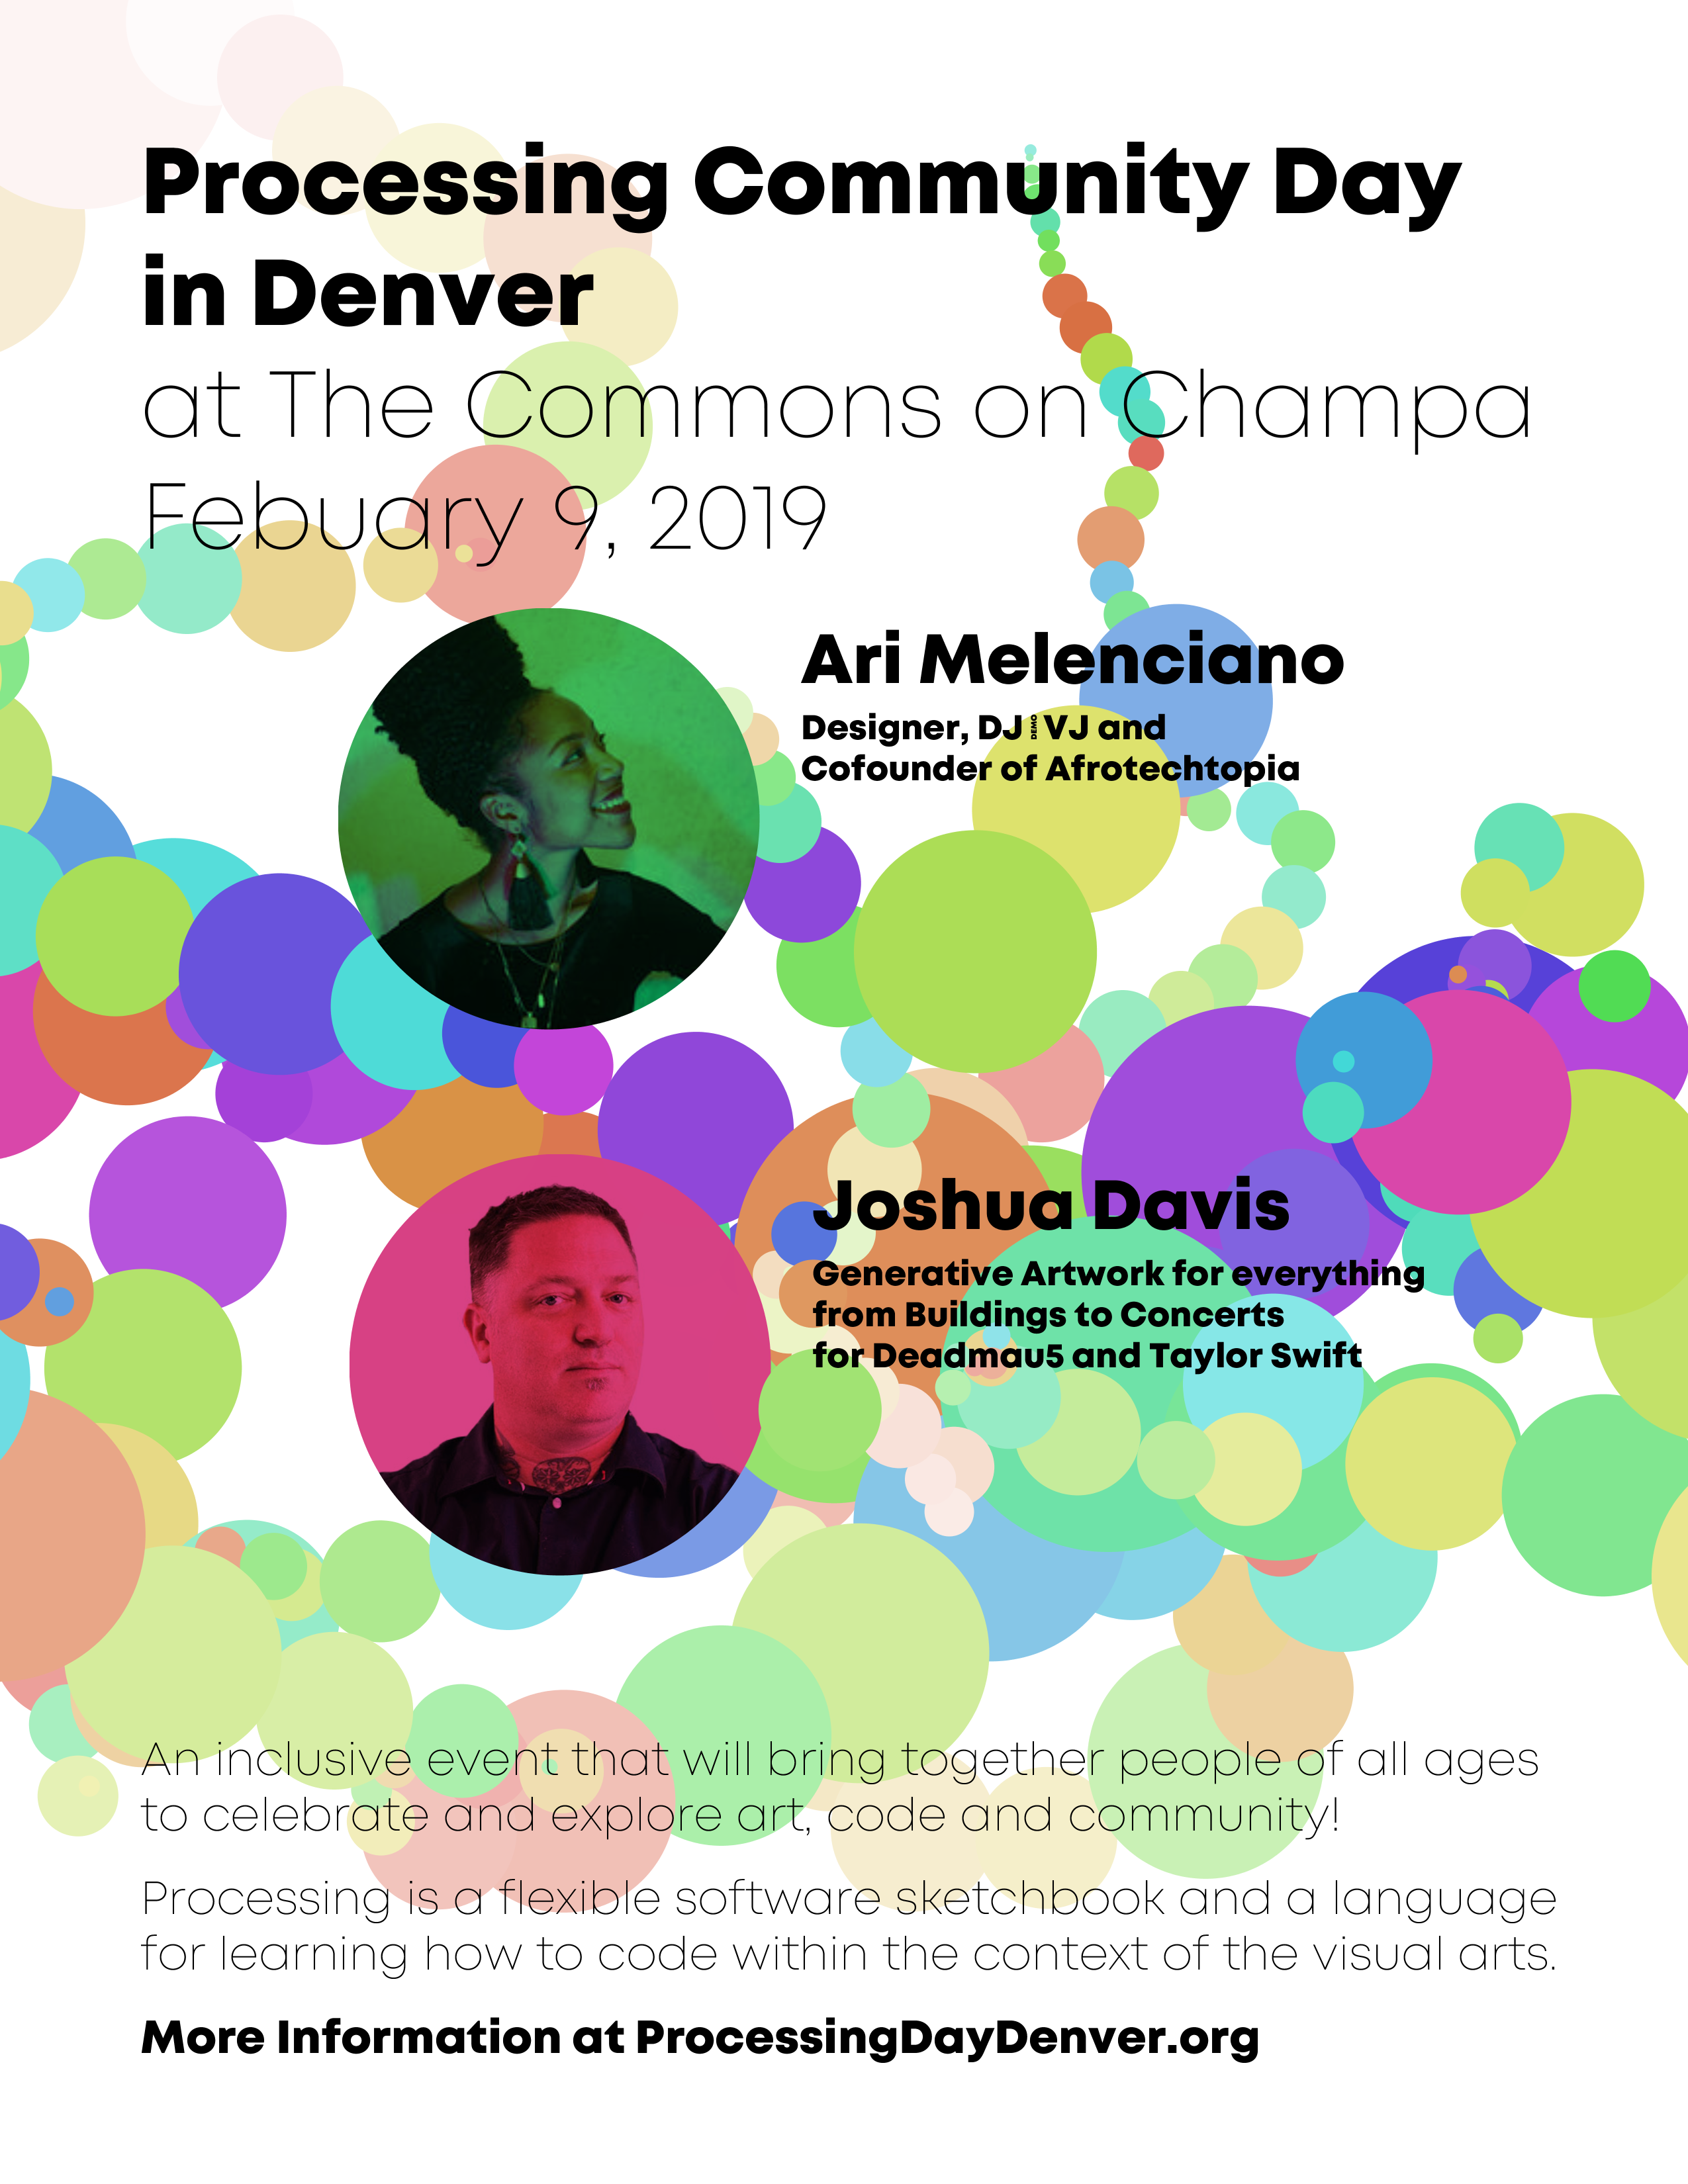 Processing Community Day
in Denver
at The Commons on Champa
Febuary 9, 2019
Ari Melenciano
Designer, DJ DEMO VJ and
Cofounder of Afrotechtopia
Joshua Davis
Generative Artwork for everything
from Buildings to Concerts
for Deadmau5 and Taylor Swift
An inclusive event that will bring together people of all ages
to celebrate and explore art, code and community!
Processing is a flexible software sketchbook and a language
for learning how to code within the context of the visual arts.
More Information at ProcessingDayDenver.org